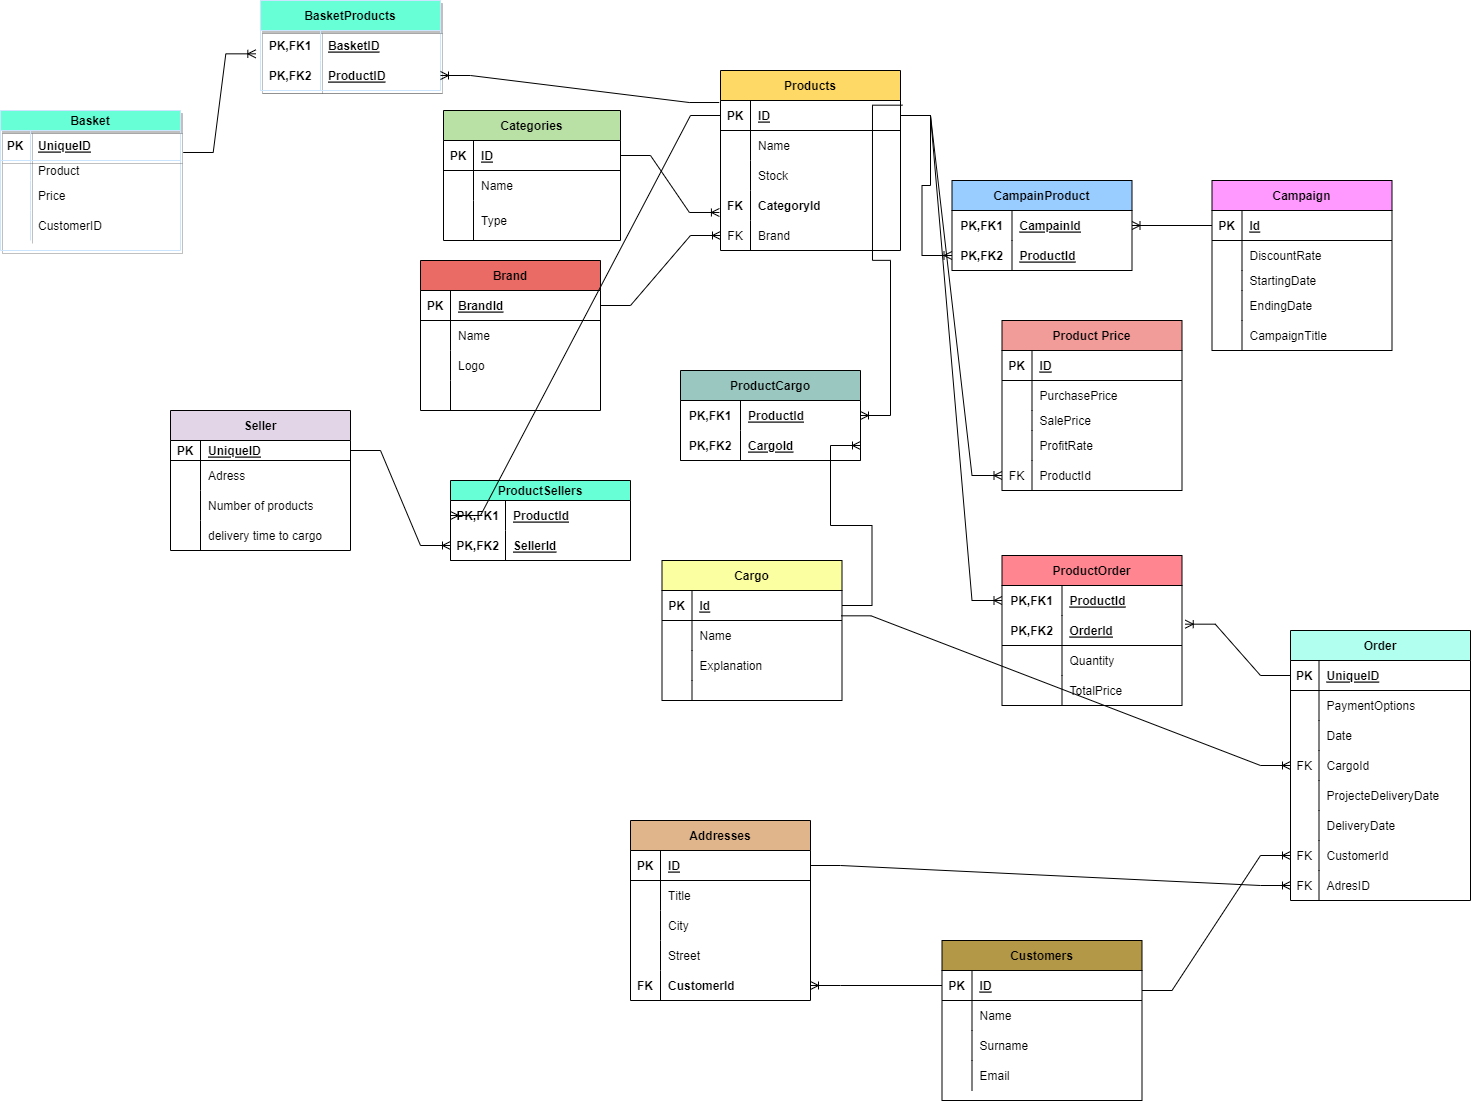 BasketProducts
PK,FK1 BasketID
PK,FK2 ProductID
Basket
PK UniqueID
Product
Price
CustomerID
Categories
PK ID
Name
Type
Products
PK ID
Name
Stock
FK CategoryId
FK Brand
CampainProduct
PK,FK1 CampainId
PK,FK2 ProductId
Campaign
PK Id
DiscountRate
StartingDate
EndingDate
CampaignTitle
Brand
PK BrandId
Name
Logo
Product Price
PK ID
PurchasePrice
SalePrice
ProfitRate
FK ProductId
ProductCargo
PK,FK1 ProductId
PK,FK2 CargoId
Seller
PK UniqueID
Adress
Number of products
delivery time to cargo
ProductSellers
PK,FK1 ProductId
PK,FK2 SellerId
Cargo
PK Id
Name
Explanation
ProductOrder
PK,FK1 ProductId
PK,FK2 OrderId
Quantity
TotalPrice
Order
PK UniqueID
PaymentOptions
Date
FK CargoId
ProjecteDeliveryDate
DeliveryDate
FK CustomerId
FK AdresID
Addresses
PK ID
Title
City
Street
FK CustomerId
Customers
PK ID
Name
Surname
Email